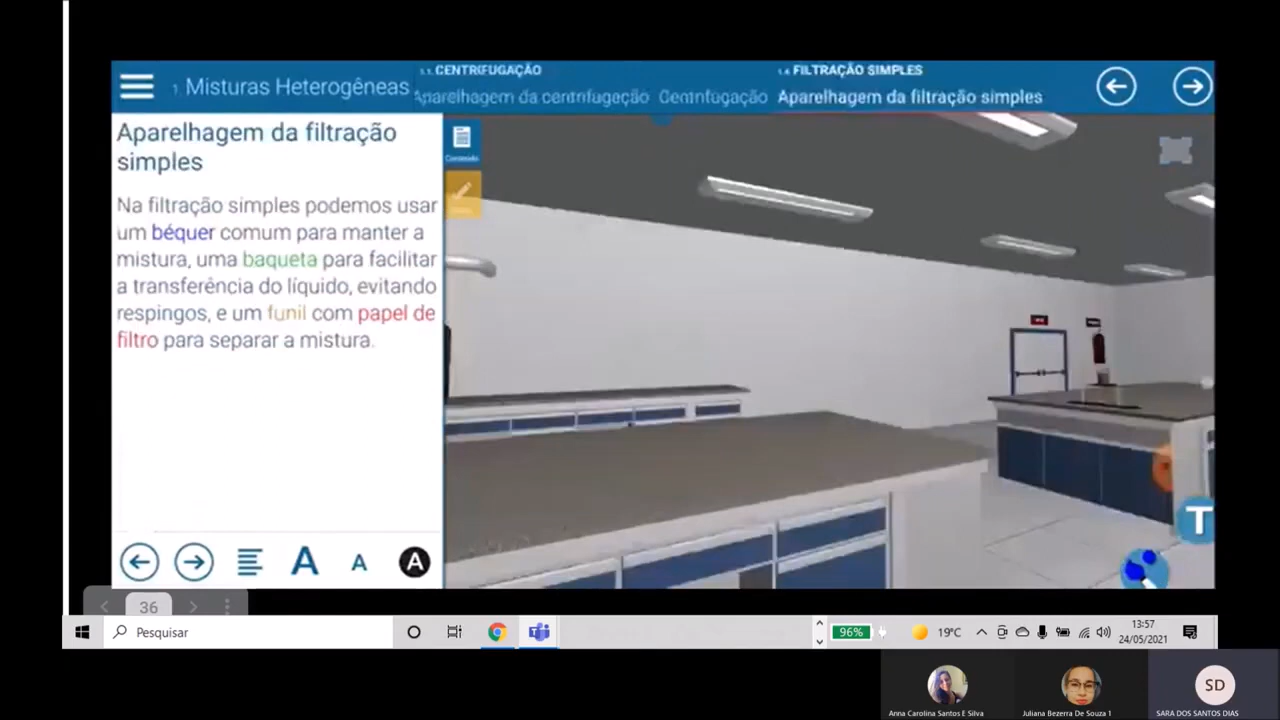 1. Misturas Heterogêneas
1.3. CENTRIFUGAÇÃO
Aparelhagem da centrifugação
Centrifugação
1.4. FILTRAÇÃO SIMPLES
Aparelhagem da filtração simples
Aparelhagem da filtração
simples
Na filtração simples podemos usar
um béquer comum para manter a
mistura, uma baqueta para facilitar
a transferência do líquido, evitando
respingos, e um funil com papel de
filtro para separar a mistura.
Conteúdo
A
A
A
T
36
Pesquisar
96%
19°C
13:57
24/05/2021
Anna Carolina Santos E Silva
Juliana Bezerra De Souza 1
SD
SARA DOS SANTOS DIAS